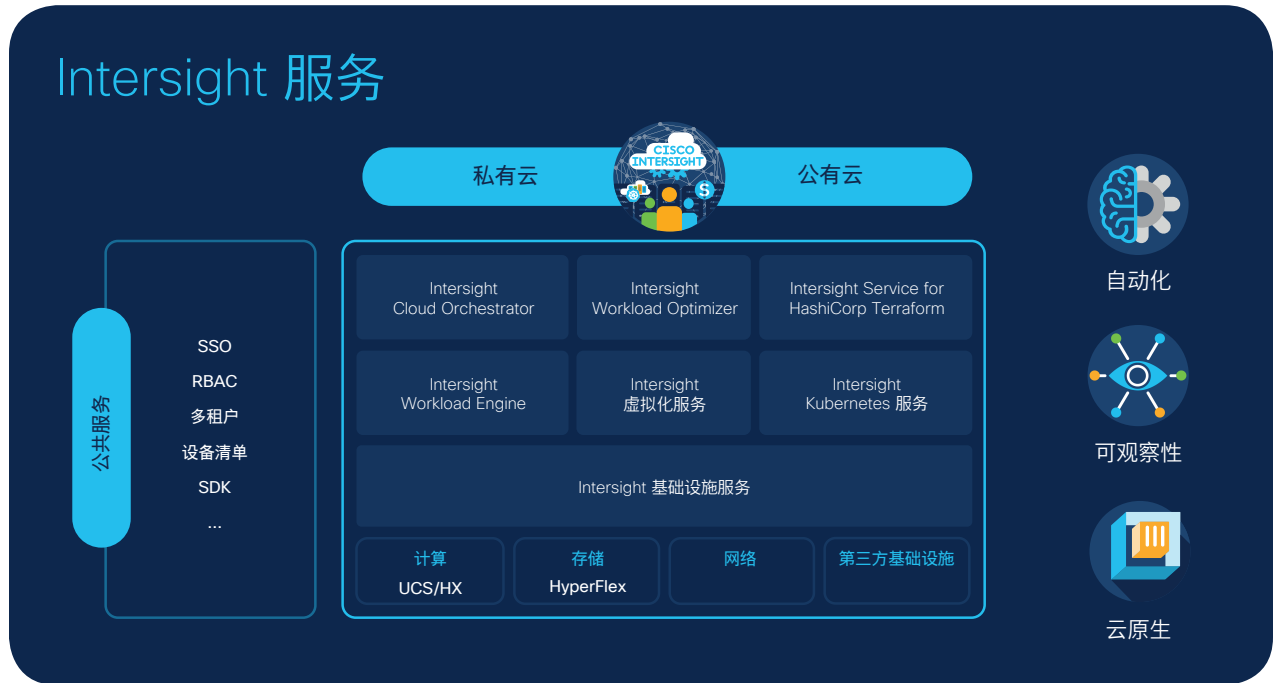 Intersight 服务
私有云
CISCO
INTERSIGHT
公有云
S
公共服务
SSO
RBAC
多租户
设备清单
SDK
...
Intersight
Cloud Orchestrator
Intersight
Workload Optimizer
Intersight Service for
HashiCorp Terraform
Intersight
Workload Engine
Intersight
虚拟化服务
Intersight
Kubernetes 服务
Intersight 基础设施服务
计算
UCS/HX
存储
HyperFlex
网络
第三方基础设施
自动化
可观察性
云原生